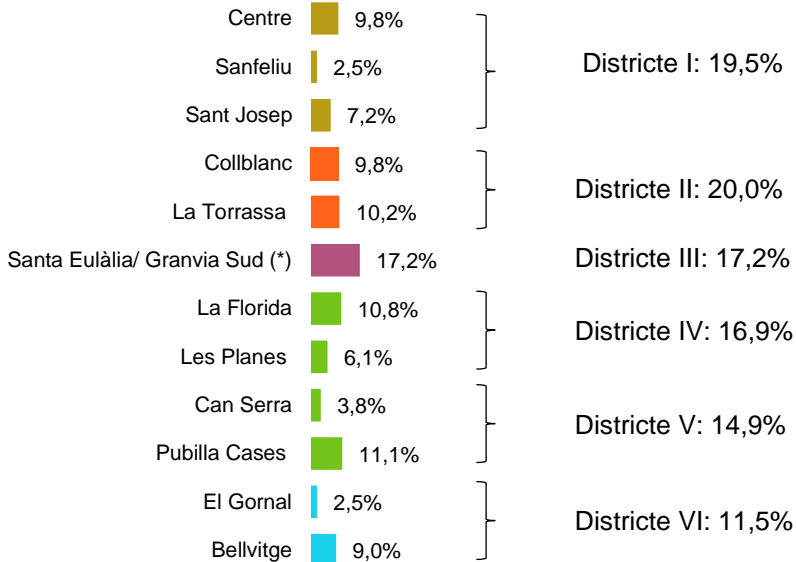 Centre 9,8%
Sanfeliu 2,5%
Sant Josep 7,2%
Districte I: 19,5%
Collblanc 9,8%
La Torrassa 10,2%
Districte II: 20,0%
Santa Eulàlia/ Granvia Sud (*) 17,2%
Districte III: 17,2%
La Florida 10,8%
Les Planes 6,1%
Districte IV: 16,9%
Can Serra 3,8%
Pubilla Cases 11,1%
Districte V: 14,9%
El Gornal 2,5%
Bellvitge 9,0%
Districte VI: 11,5%